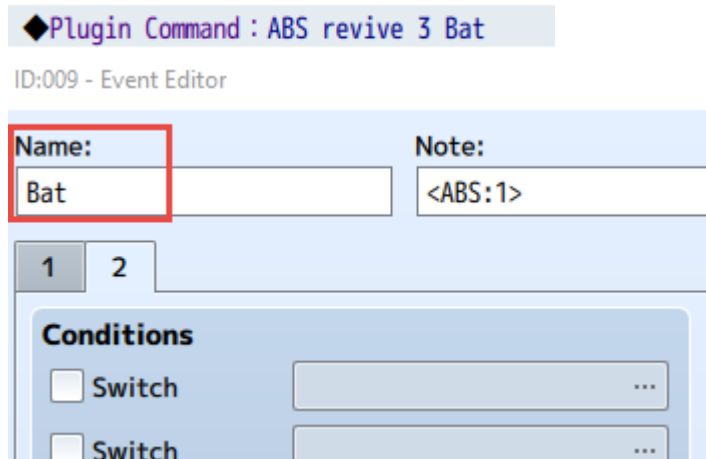 ◆Plugin Command：ABS revive 3 Bat
ID:009 - Event Editor
Name: Note:
Bat <ABS:1>
1 2
Conditions
Switch ...
Switch ...